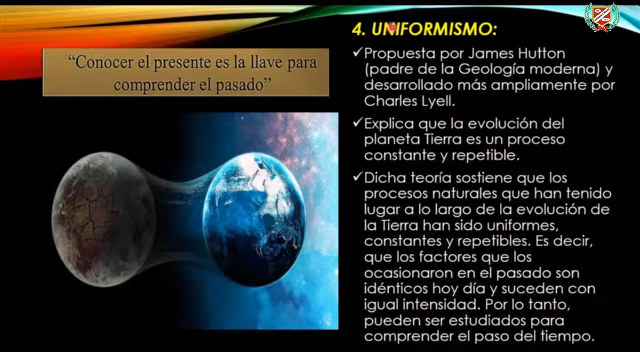 4. UNIFORMISMO:
“Conocer el presente es la llave para
comprender el pasado”
✓Propuesta por James Hutton
(padre de la Geología moderna) y
desarrollado más ampliamente por
Charles Lyell.
✓Explica que la evolución del
planeta Tierra es un proceso
constante y repetible.
✓Dicha teoría sostiene que los
procesos naturales que han tenido
lugar a lo largo de la evolución de
la Tierra han sido uniformes,
constantes y repetibles. Es decir,
que los factores que los
ocasionaron en el pasado son
idénticos hoy día y suceden con
igual intensidad. Por lo tanto,
pueden ser estudiados para
comprender el paso del tiempo.